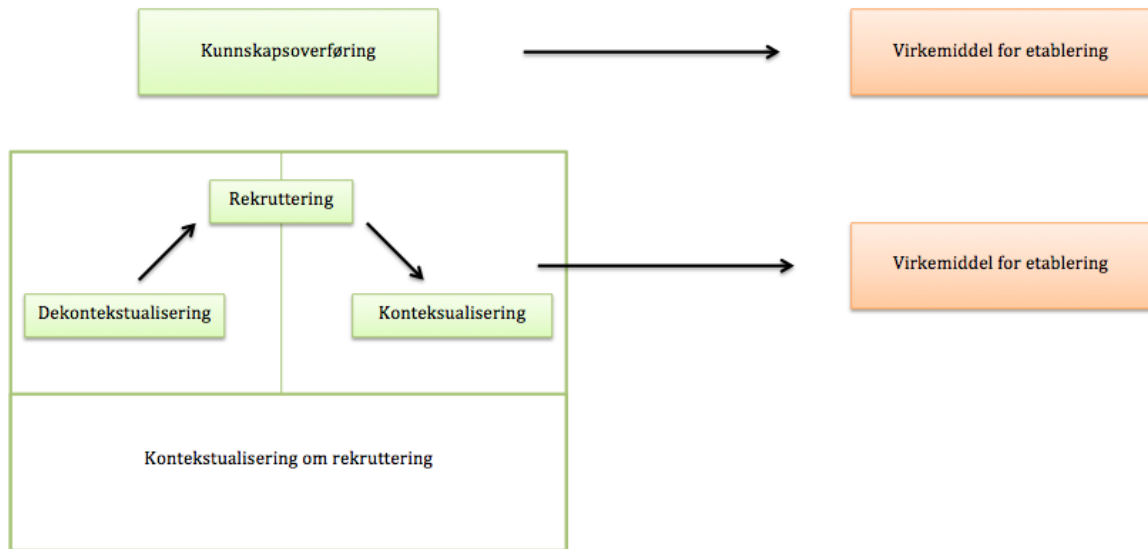 Kunnskapsoverføring
Virkemiddel for etablering
Rekruttering
Virkemiddel for etablering
Dekontekstualisering
Konteksualisering
Kontekstualisering om rekruttering